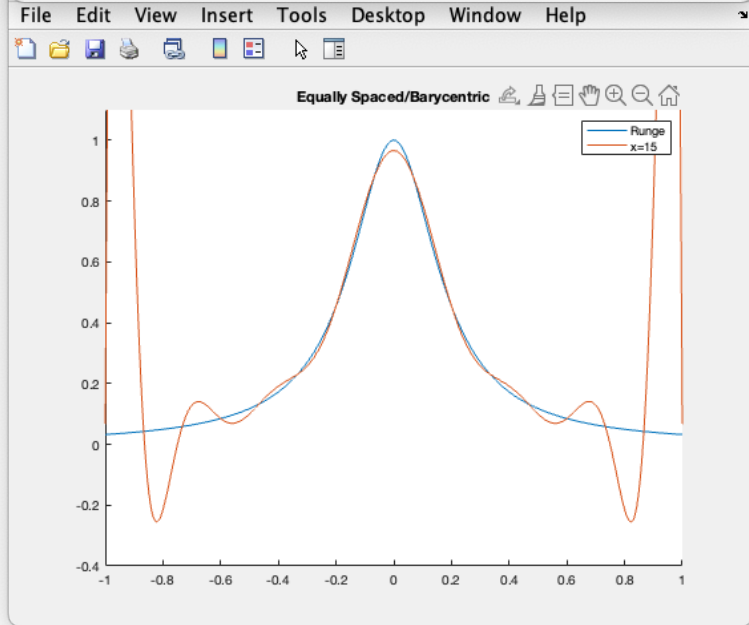 File Edit View Insert Tools Desktop Window Help
Equally Spaced/Barycentric
Runge
x=15
1
0.8
0.6
0.4
0.2
0
-0.2
-0.4
-1 -0.8 -0.6 -0.4 -0.2 0 0.2 0.4 0.6 0.8 1